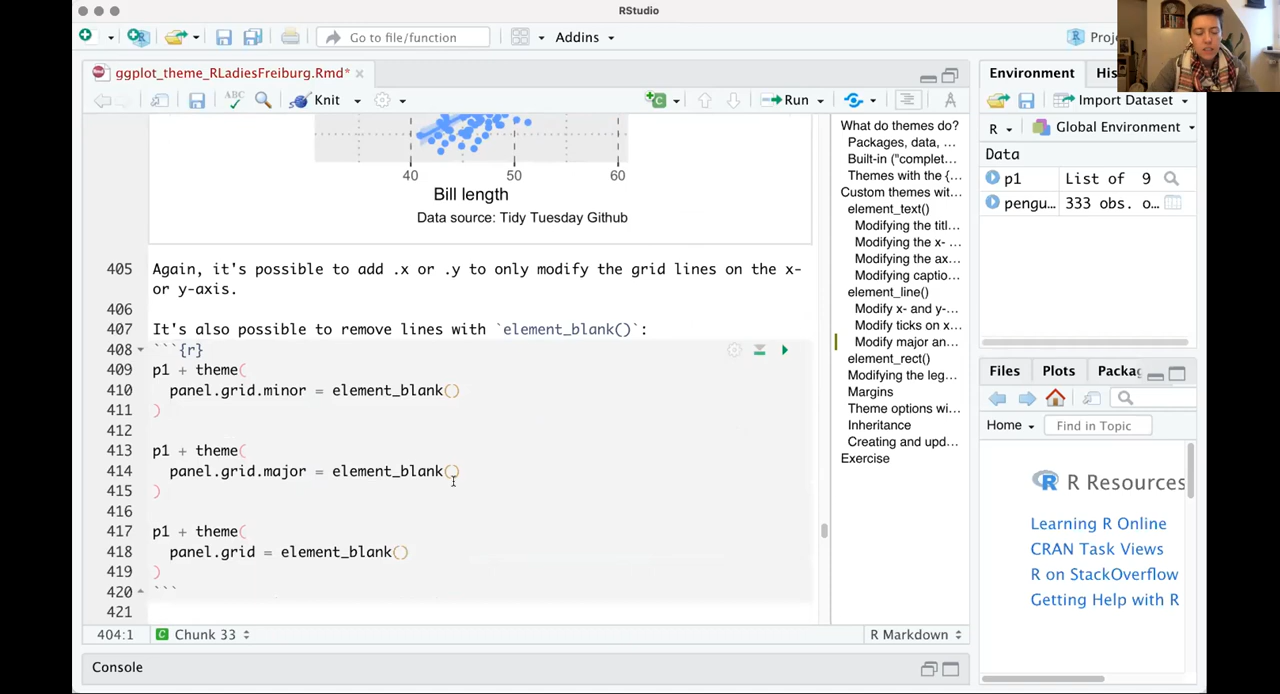 RStudio
Go to file/function
Addins
Proje
ggplot_theme_RLadiesFreiburg.Rmd*
ABC
Knit
Run
40 50 60
Bill length
Data source: Tidy Tuesday Github
405 Again, it's possible to add .x or .y to only modify the grid lines on the x-
or y-axis.
406
407 It's also possible to remove lines with `element_blank()`:
408 ```{r}
409 p1 + theme(
410 panel.grid.minor = element_blank()
411 )
412
413 p1 + theme(
414 panel.grid.major = element_blank()
415 )
416
417 p1 + theme(
418 panel.grid = element_blank()
419 )
420 ```
421
404:1 Chunk 33 R Markdown
Console
What do themes do?
Packages, data, ...
Built-in ("complet...
Themes with the {...
Custom themes wit...
element_text()
Modifying the titl...
Modifying the x- ...
Modifying the ax...
Modifying captio...
element_line()
Modify x- and y-...
Modify ticks on x...
Modify major an...
element_rect()
Modifying the leg...
Margins
Theme options wi...
Inheritance
Creating and upd...
Exercise
Environment His
Import Dataset
R Global Environment
Data
p1 List of 9
pengu... 333 obs. o...
Files Plots Packag
Home Find in Topic
R Resources
Learning R Online
CRAN Task Views
R on StackOverflow
Getting Help with R